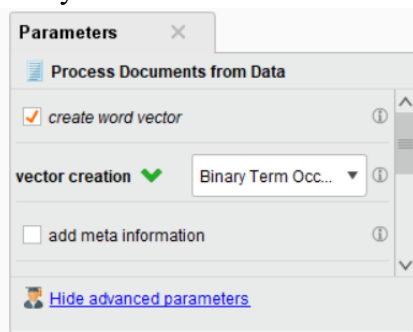 Parameters
Process Documents from Data
create word vector
vector creation Binary Term Occ...
add meta information
Hide advanced parameters